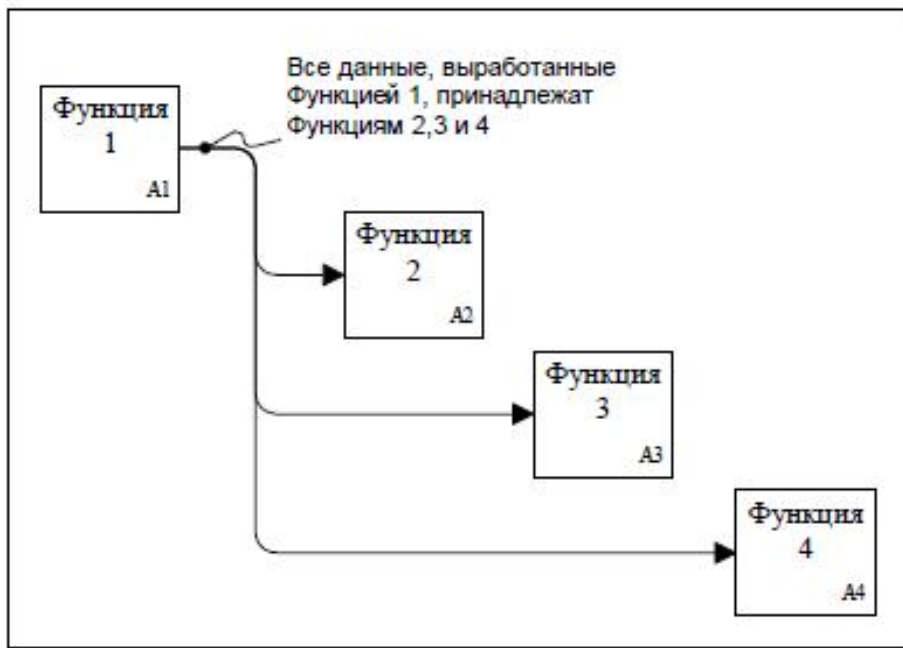 Все данные, выработанные
Функцией 1, принадлежат
Функциям 2,3 и 4
Функция
1
A1
Функция
2
A2
Функция
3
A3
Функция
4
A4